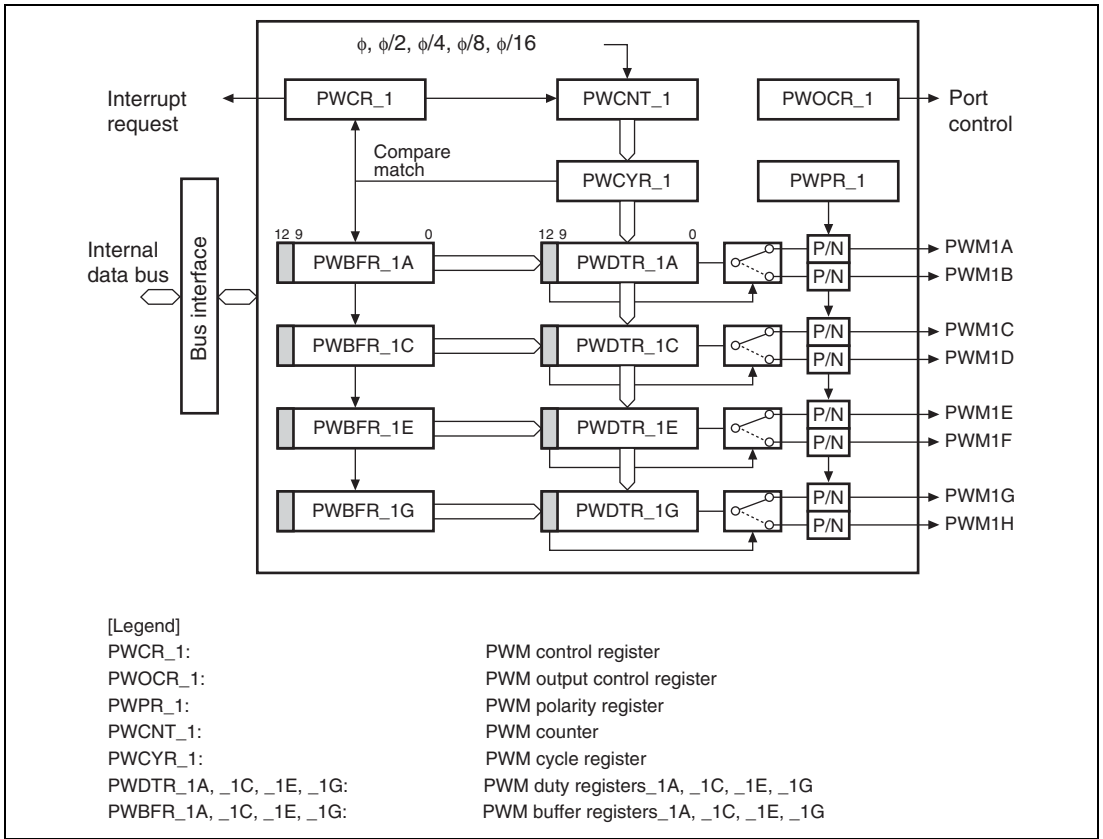 ϕ, ϕ/2, ϕ/4, ϕ/8, ϕ/16
Interrupt
request
PWCR_1
PWCNT_1
PWOCR_1
Port
control
Compare
match
PWCYR_1
PWPR_1
Internal
data bus
Bus interface
12 9 0
PWBFR_1A
12 9 0
PWDTR_1A
P/N
PWM1A
P/N
PWM1B
PWBFR_1C
PWDTR_1C
P/N
PWM1C
P/N
PWM1D
PWBFR_1E
PWDTR_1E
P/N
PWM1E
P/N
PWM1F
PWBFR_1G
PWDTR_1G
P/N
PWM1G
P/N
PWM1H
[Legend]
PWCR_1: PWM control register
PWOCR_1: PWM output control register
PWPR_1: PWM polarity register
PWCNT_1: PWM counter
PWCYR_1: PWM cycle register
PWDTR_1A, _1C, _1E, _1G: PWM duty registers_1A, _1C, _1E, _1G
PWBFR_1A, _1C, _1E, _1G: PWM buffer registers_1A, _1C, _1E, _1G